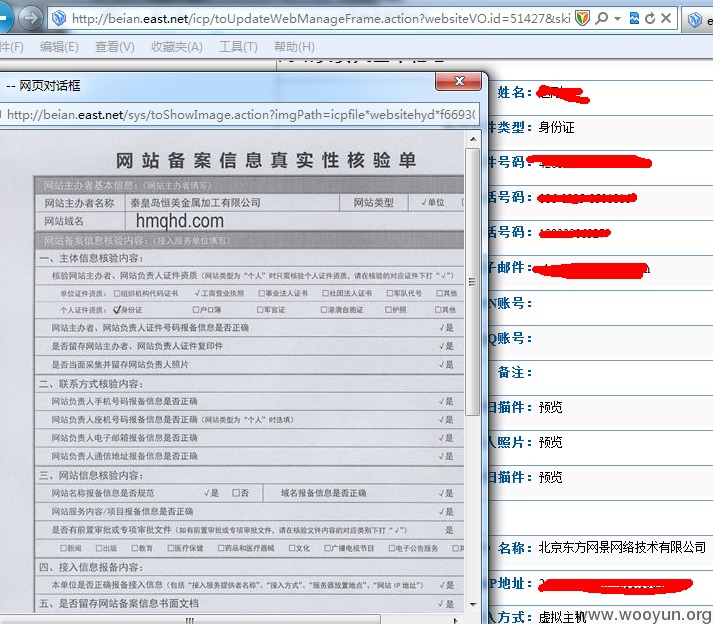 http://beian.east.net/icp/toUpdateWebManageFrame.action?websiteVO.id=51427&ski
件(F) 编辑(E) 查看(V) 收藏夹(A) 工具(T) 帮助(H)
-- 网页对话框
http://beian.east.net/sys/toShowImage.action?imgPath=icpfile*websitehyd*f6693(
网站备案信息真实性核验单
网站主办者基本信息:(网站主办者填写)
网站主办者名称 秦皇岛恒美金属加工有限公司 网站类型 √单位
网站域名 hmqhd.com
网站备案信息核验内容:(接入服务单位填写)
一、主体信息核验内容:
核验网站主办者、网站负责人证件资质(网站类型为“个人”时只需核验个人证件资质,请在核验的对应证件下打“√”)
单位证件资质: □组织机构代码证书 √工商营业执照 □事业法人证书 □社团法人证书 □军队代号 □其他
个人证件资质: ✓身份证 □户口簿 □军官证 □港澳台胞证 □护照 □其他
网站主办者、网站负责人证件号码报备信息是否正确 √是
是否留存网站主办者、网站负责人证件复印件 √是
是否当面采集并留存网站负责人照片 √是
二、联系方式核验内容:
网站负责人手机号码报备信息是否正确 √是
网站负责人座机号码报备信息是否正确(网站类型为“个人”时选填) √是
网站负责人电子邮箱报备信息是否正确 √是
网站负责人通信地址报备信息是否正确 √是
三、网站信息核验内容:
网站名称报备信息是否规范 √是 □否 域名报备信息是否正确 √是
网站服务内容/项目报备信息是否正确 √是
是否有前置审批或专项审批文件(如有前置审批或专项审批文件,请在核验文件内容的对应类别下打“√”) 是
□新闻 □出版 □教育 □医疗保健 □药品和医疗器械 □文化 □广播电视节目 □电子公告服务
四、接入信息报备内容:
本单位是否正确报备接入信息(包括“接入服务提供者名称”、“接入方式”、“服务器放置地点”、“网站IP地址”) √是
五、是否留存网站备案信息书面文档 √是
姓名:
件类型: 身份证
件号码:
话号码:
话号码:
子邮件:
N账号:
Q账号:
备注:
扫描件: 预览
人照片: 预览
扫描件: 预览
名称: 北京东方网景网络技术有限公司
IP地址:
入方式: 虚拟主机
www.wooyun.org